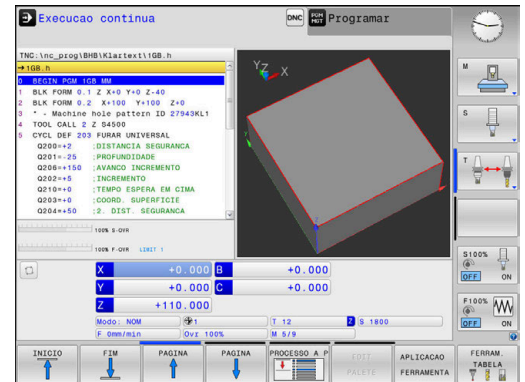 Execucao continua
DNC
PGM MGT
Programar
TNC:\nc_prog\BHB\Klartext\1GB.h
→1GB.h
0 BEGIN PGM 1GB MM
1 BLK FORM 0.1 Z X+0 Y+0 Z-40
2 BLK FORM 0.2 X+100 Y+100 Z+0
3 * - Machine hole pattern ID 27943KL1
4 TOOL CALL 2 Z S4500
5 CYCL DEF 203 FURAR UNIVERSAL
Q200=+2 ;DISTANCIA SEGURANCA
Q201=-25 ;PROFUNDIDADE
Q206=+150 ;AVANCO INCREMENTO
Q202=+5 ;INCREMENTO
Q210=+0 ;TEMPO ESPERA EM CIMA
Q203=+0 ;COORD. SUPERFICIE
Q204=+50 ;2. DIST. SEGURANCA
100% S-OVR
100% F-OVR LIMIT 1
Y Z X
M
S
T
S100%
OFF ON
F100%
OFF ON
X +0.000 B +0.000
Y +0.000 C +0.000
Z +110.000
Modo: NOM 1 T 12 Z S 1800
F 0mm/min Ovr 100% M 5/9
INICIO
FIM
PAGINA
PAGINA
PROCESSO A P
EDIT PALETE
APLICACAO FERRAMENTA
FERRAM. TABELA